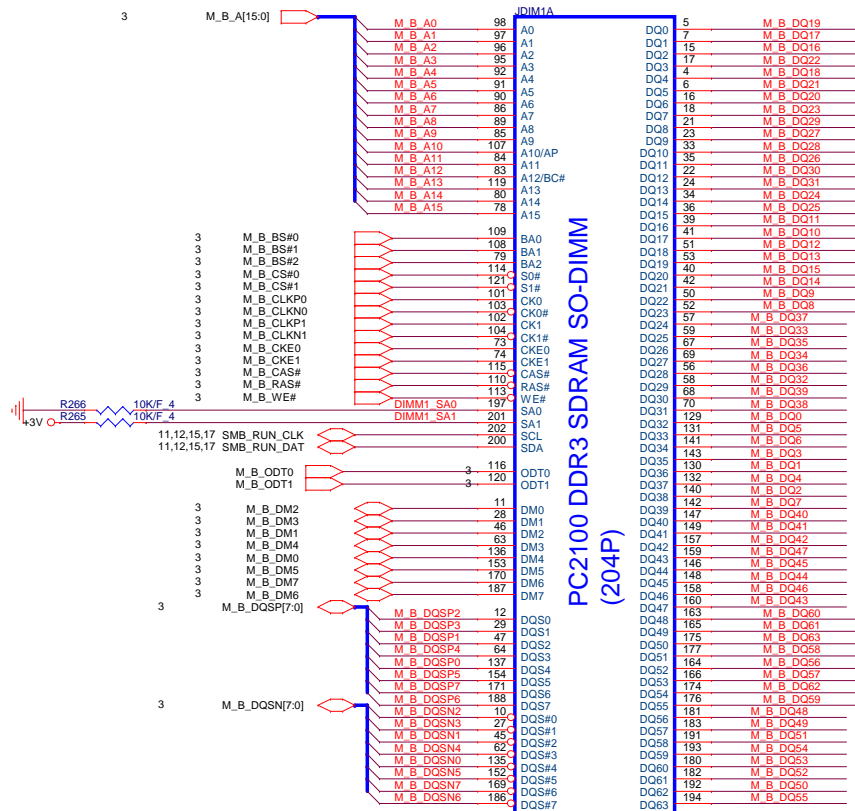 JDIM1A
3 M_B_A[15:0]
M_B_A0 98 A0 DQ0 5 M_B_DQ19
M_B_A1 97 A1 DQ1 7 M_B_DQ17
M_B_A2 96 A2 DQ2 15 M_B_DQ16
M_B_A3 95 A3 DQ3 17 M_B_DQ22
M_B_A4 92 A4 DQ4 4 M_B_DQ18
M_B_A5 91 A5 DQ5 6 M_B_DQ21
M_B_A6 90 A6 DQ6 16 M_B_DQ20
M_B_A7 86 A7 DQ7 18 M_B_DQ23
M_B_A8 89 A8 DQ8 21 M_B_DQ29
M_B_A9 85 A9 DQ9 23 M_B_DQ27
M_B_A10 107 A10/AP DQ10 33 M_B_DQ28
M_B_A11 84 A11 DQ11 35 M_B_DQ26
M_B_A12 83 A12/BC# DQ12 22 M_B_DQ30
M_B_A13 119 A13 DQ13 24 M_B_DQ31
M_B_A14 80 A14 DQ14 34 M_B_DQ24
M_B_A15 78 A15 DQ15 36 M_B_DQ25
DQ16 39 M_B_DQ11
3 M_B_BS#0 109 BA0 DQ17 41 M_B_DQ10
3 M_B_BS#1 108 BA1 DQ18 51 M_B_DQ12
3 M_B_BS#2 79 BA2 DQ19 53 M_B_DQ13
3 M_B_CS#0 114 S0# DQ20 40 M_B_DQ15
3 M_B_CS#1 121 S1# DQ21 42 M_B_DQ14
3 M_B_CLKP0 101 CK0 DQ22 50 M_B_DQ9
3 M_B_CLKN0 103 CK0# DQ23 52 M_B_DQ8
3 M_B_CLKP1 102 CK1 DQ24 57 M_B_DQ37
3 M_B_CLKN1 104 CK1# DQ25 59 M_B_DQ33
3 M_B_CKE0 73 CKE0 DQ26 67 M_B_DQ35
3 M_B_CKE1 74 CKE1 DQ27 69 M_B_DQ34
3 M_B_CAS# 115 CAS# DQ28 56 M_B_DQ36
3 M_B_RAS# 110 RAS# DQ29 58 M_B_DQ32
3 M_B_WE# 113 WE# DQ30 68 M_B_DQ39
R266 10K/F_4 DIMM1_SA0 197 SA0 DQ31 70 M_B_DQ38
+3V R265 10K/F_4 DIMM1_SA1 201 SA1 DQ32 129 M_B_DQ0
11,12,15,17 SMB_RUN_CLK 202 SCL DQ33 131 M_B_DQ5
11,12,15,17 SMB_RUN_DAT 200 SDA DQ34 141 M_B_DQ6
DQ35 143 M_B_DQ3
M_B_ODT0 3 116 ODT0 DQ36 130 M_B_DQ1
M_B_ODT1 3 120 ODT1 DQ37 132 M_B_DQ4
DQ38 140 M_B_DQ2
3 M_B_DM2 11 DM0 DQ39 142 M_B_DQ7
3 M_B_DM3 28 DM1 DQ40 147 M_B_DQ40
3 M_B_DM1 46 DM2 DQ41 149 M_B_DQ41
3 M_B_DM4 63 DM3 DQ42 157 M_B_DQ42
3 M_B_DM0 136 DM4 DQ43 159 M_B_DQ47
3 M_B_DM5 153 DM5 DQ44 146 M_B_DQ45
3 M_B_DM7 170 DM6 DQ45 148 M_B_DQ44
3 M_B_DM6 187 DM7 DQ46 158 M_B_DQ46
3 M_B_DQSP[7:0] DQ47 160 M_B_DQ43
M_B_DQSP2 12 DQS0 DQ48 163 M_B_DQ60
M_B_DQSP3 29 DQS1 DQ49 165 M_B_DQ61
M_B_DQSP1 47 DQS2 DQ50 175 M_B_DQ63
M_B_DQSP4 64 DQS3 DQ51 177 M_B_DQ58
M_B_DQSP0 137 DQS4 DQ52 164 M_B_DQ56
M_B_DQSP5 154 DQS5 DQ53 166 M_B_DQ57
M_B_DQSP7 171 DQS6 DQ54 174 M_B_DQ62
M_B_DQSP6 188 DQS7 DQ55 176 M_B_DQ59
3 M_B_DQSN[7:0]
M_B_DQSN2 10 DQS#0 DQ56 181 M_B_DQ48
M_B_DQSN3 27 DQS#1 DQ57 183 M_B_DQ49
M_B_DQSN1 45 DQS#2 DQ58 191 M_B_DQ51
M_B_DQSN4 62 DQS#3 DQ59 193 M_B_DQ54
M_B_DQSN0 135 DQS#4 DQ60 180 M_B_DQ53
M_B_DQSN5 152 DQS#5 DQ61 182 M_B_DQ52
M_B_DQSN7 169 DQS#6 DQ62 192 M_B_DQ50
M_B_DQSN6 186 DQS#7 DQ63 194 M_B_DQ55
PC2100 DDR3 SDRAM SO-DIMM
(204P)